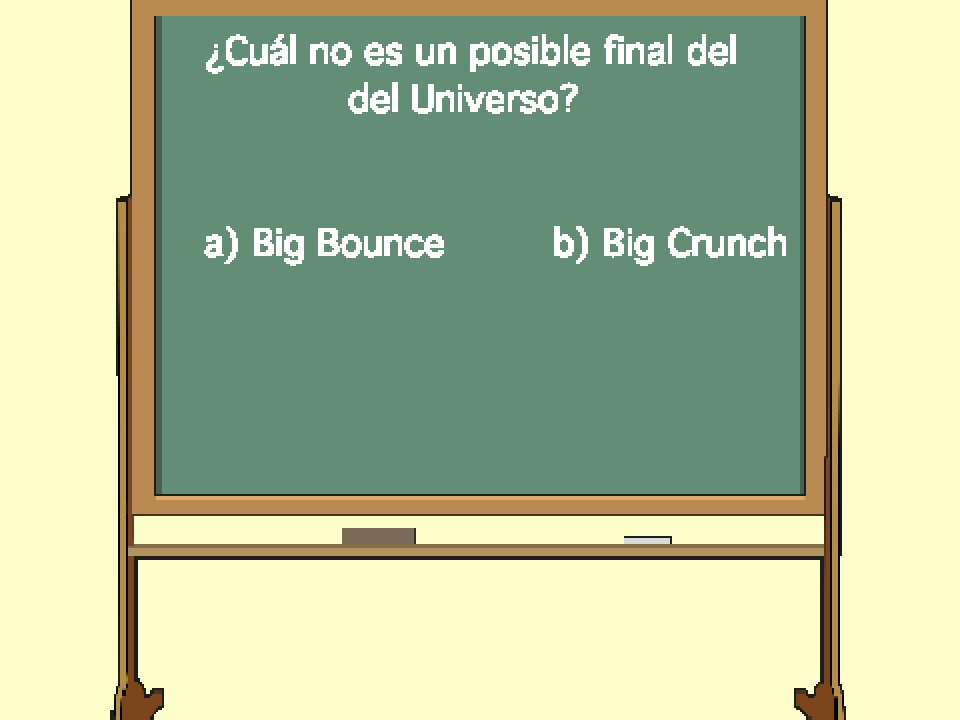 ¿Cuál no es un posible final del
del Universo?
a) Big Bounce b) Big Crunch